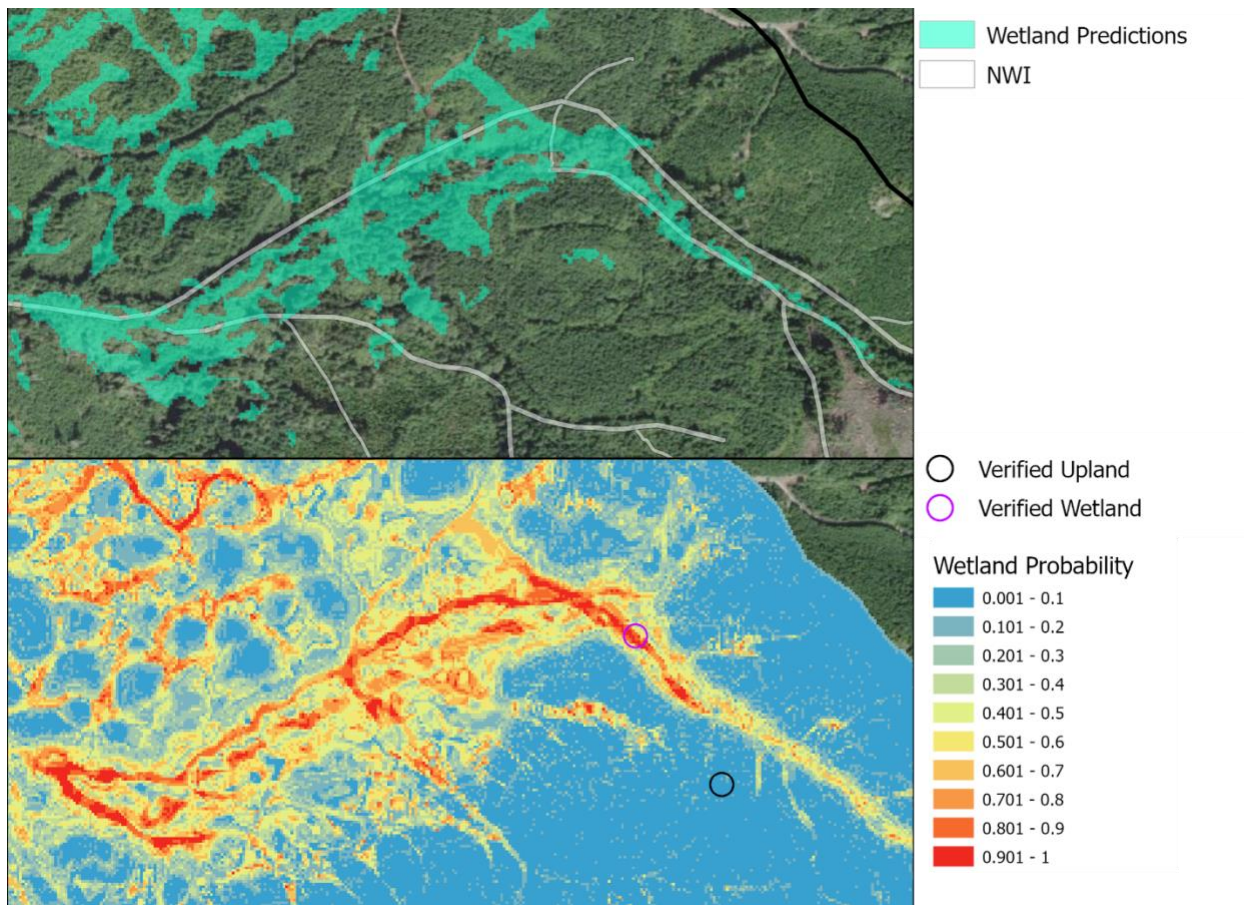 Wetland Predictions
NWI
Verified Upland
Verified Wetland
Wetland Probability
0.001 - 0.1
0.101 - 0.2
0.201 - 0.3
0.301 - 0.4
0.401 - 0.5
0.501 - 0.6
0.601 - 0.7
0.701 - 0.8
0.801 - 0.9
0.901 - 1